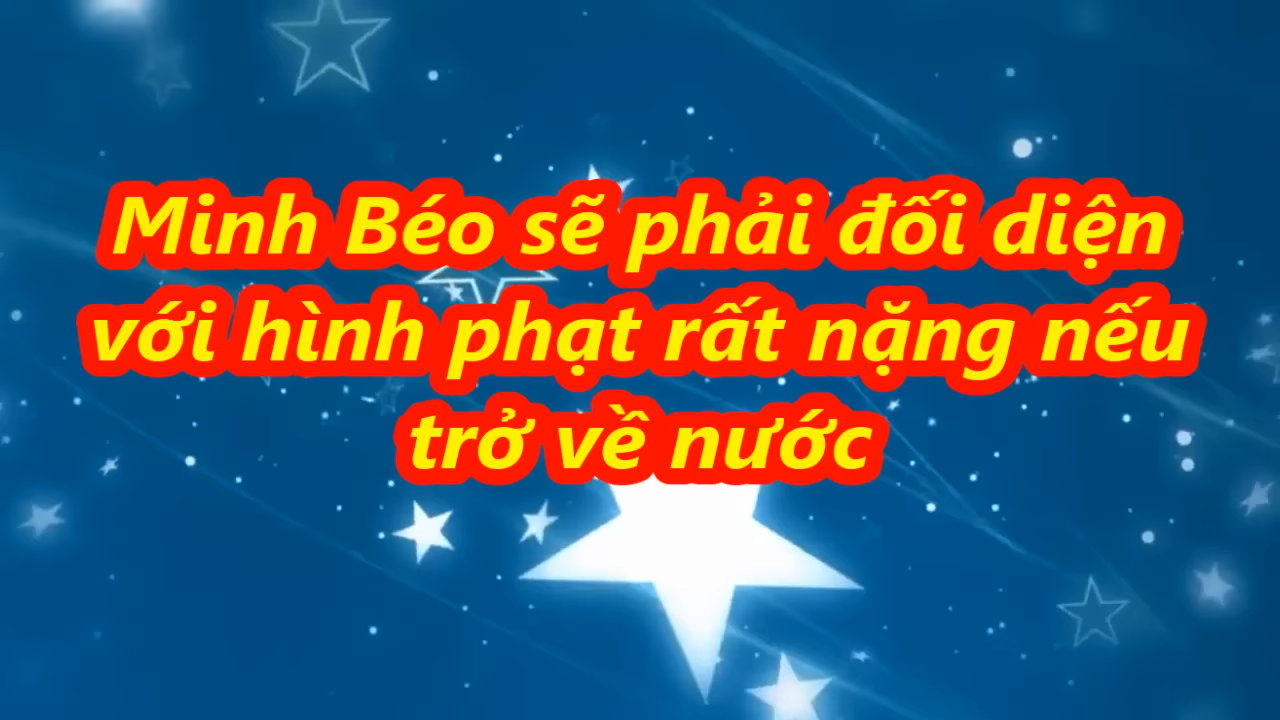 Minh Béo sẽ phải đối diện
với hình phạt rất nặng nếu
trở về nước